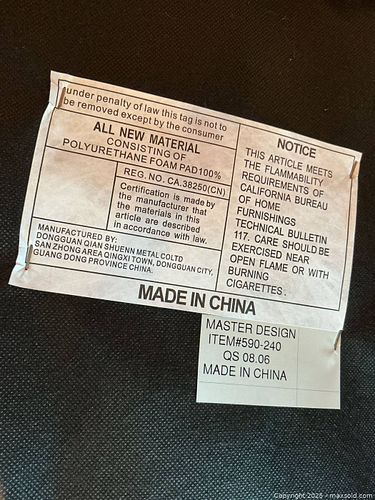 under penalty of law this tag is not to
be removed except by the consumer
ALL NEW MATERIAL
CONSISTING OF
POLYURETHANE FOAM PAD100%
REG. NO. CA.38250(CN)
Certification is made by
the manufacturer that
the materials in this
article are described
in accordance with law.
MANUFACTURED BY:
DONGGUAN QIAN SHUENN METAL COLTD
SAN ZHONG AREA QINGXI TOWN, DONGGUAN CITY,
GUANG DONG PROVINCE CHINA.
NOTICE
THIS ARTICLE MEETS
THE FLAMMABILITY
REQUIREMENTS OF
CALIFORNIA BUREAU
OF HOME
FURNISHINGS
TECHNICAL BULLETIN
117. CARE SHOULD BE
EXERCISED NEAR
OPEN FLAME OR WITH
BURNING
CIGARETTES.
MADE IN CHINA
MASTER DESIGN
ITEM#590-240
QS 08.06
MADE IN CHINA
Copyright 2025 - maxsold.com